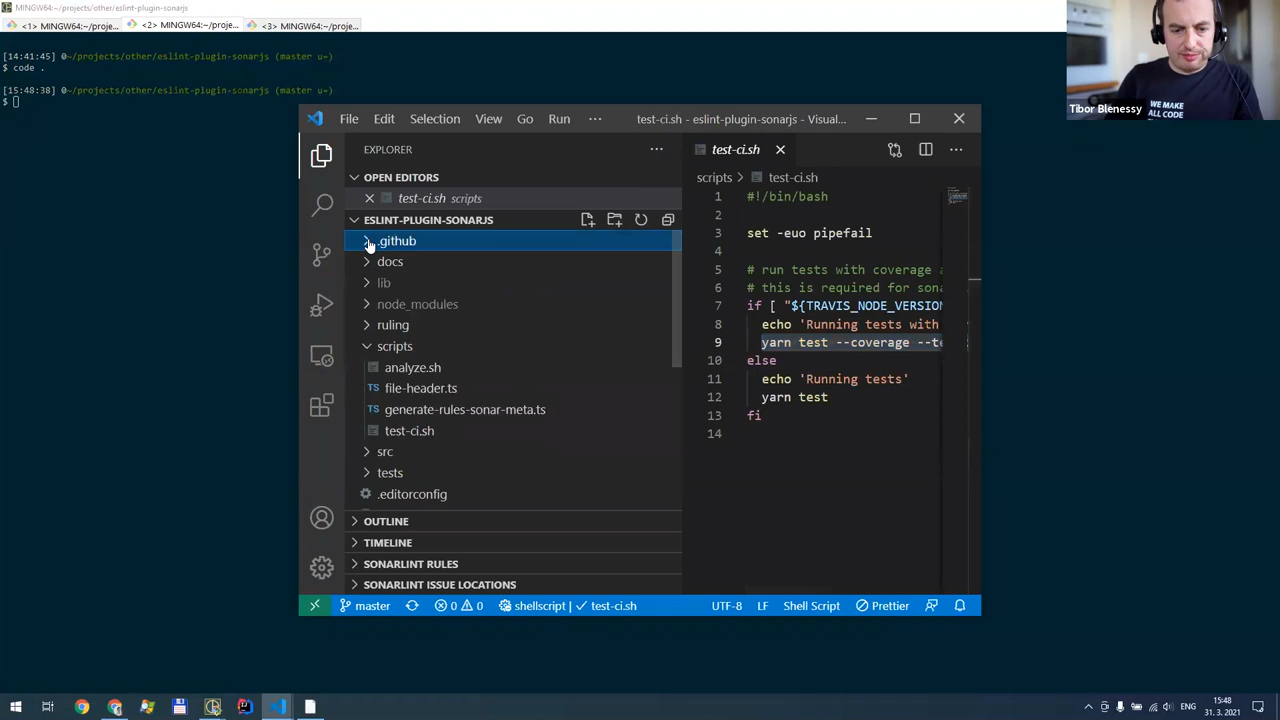 MINGW64:~/projects/other/eslint-plugin-sonarjs
<1> MINGW64:~/proje...
<2> MINGW64:~/proje...
<3> MINGW64:~/proje...
[14:41:45] 0~/projects/other/eslint-plugin-sonarjs (master u=)
$ code .
[15:48:38] 0~/projects/other/eslint-plugin-sonarjs (master u=)
$
WE MAKE
ALL CODE
Tibor Blenessy
File Edit Selection View Go Run ··· test-ci.sh - eslint-plugin-sonarjs - Visual...
EXPLORER
OPEN EDITORS
test-ci.sh scripts
ESLINT-PLUGIN-SONARJS
.github
docs
lib
node_modules
ruling
scripts
analyze.sh
TS file-header.ts
TS generate-rules-sonar-meta.ts
test-ci.sh
src
tests
.editorconfig
OUTLINE
TIMELINE
SONARLINT RULES
SONARLINT ISSUE LOCATIONS
test-ci.sh
scripts > test-ci.sh
1 #!/bin/bash
2
3 set -euo pipefail
4
5 # run tests with coverage a
6 # this is required for sona
7 if [ "${TRAVIS_NODE_VERSION
8 echo 'Running tests with
9 yarn test --coverage --te
10 else
11 echo 'Running tests'
12 yarn test
13 fi
14
master 0 0 shellscript | test-ci.sh UTF-8 LF Shell Script Prettier
ENG
15:48
31. 3. 2021